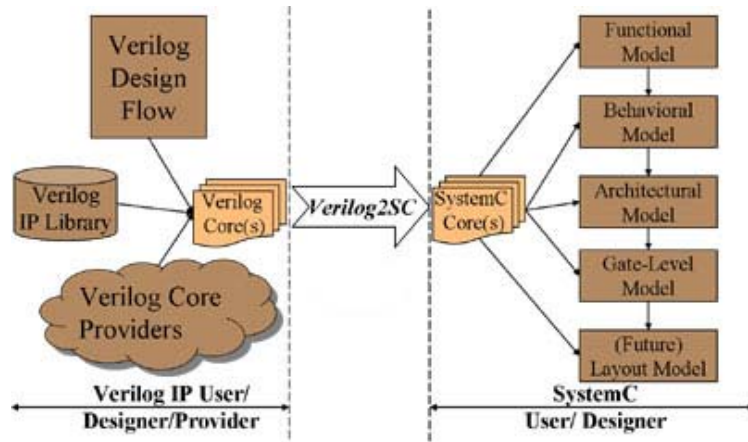 Verilog
Design
Flow
Verilog
IP Library
Verilog
Core(s)
Verilog Core
Providers
Verilog2SC
SystemC
Core(s)
Functional
Model
Behavioral
Model
Architectural
Model
Gate-Level
Model
(Future)
Layout Model
Verilog IP User/
Designer/Provider
SystemC
User/ Designer